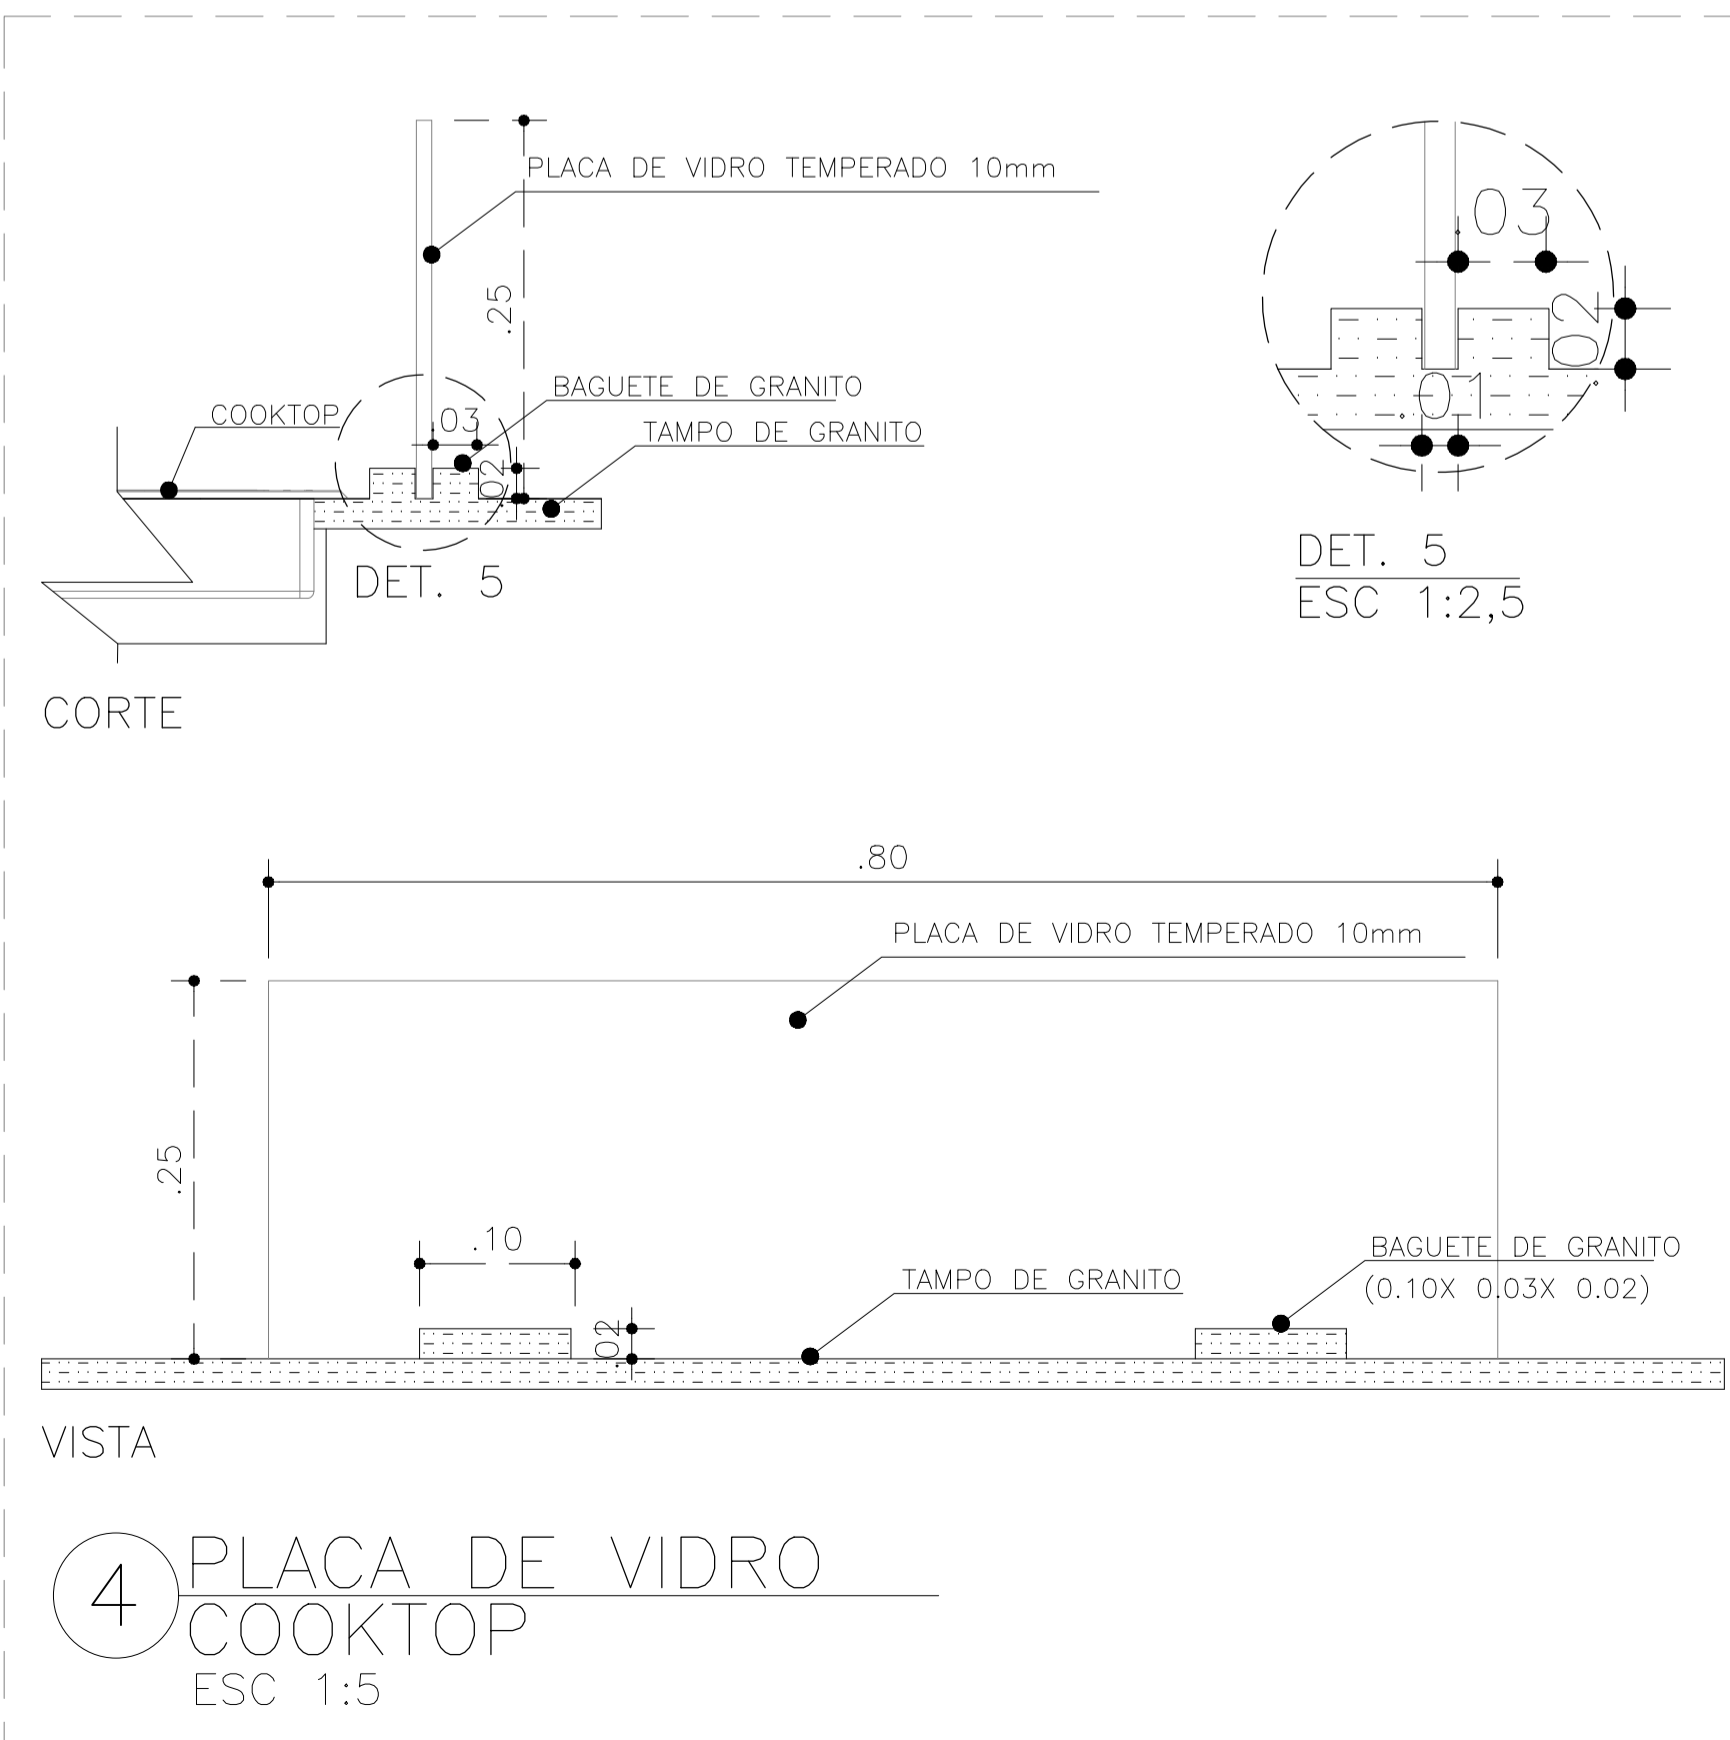 PLACA DE VIDRO TEMPERADO 10mm
.25
BAGUETE DE GRANITO
COOKTOP
.03
TAMPO DE GRANITO
.02
DET. 5
CORTE
.03
.02
.01
DET. 5
ESC 1:2,5
.80
PLACA DE VIDRO TEMPERADO 10mm
.25
.10
BAGUETE DE GRANITO
(0.10X 0.03X 0.02)
TAMPO DE GRANITO
.02
VISTA
4
PLACA DE VIDRO
COOKTOP
ESC 1:5